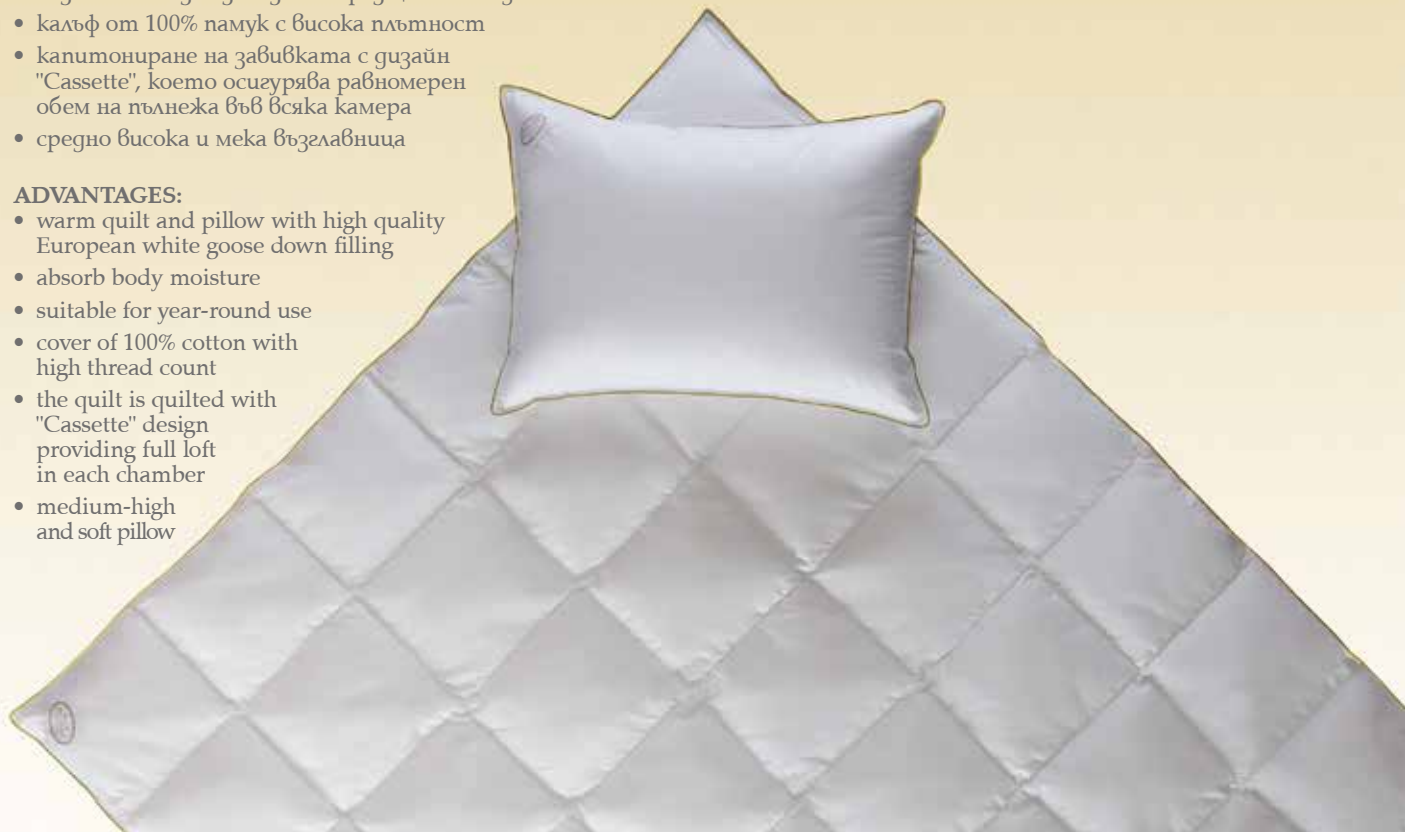 • калъф от 100% памук с висока плътност
• капитониране на завивката с дизайн
"Cassette", което осигурява равномерен
обем на пълнежа във всяка камера
• средно висока и мека възглавница
ADVANTAGES:
• warm quilt and pillow with high quality
European white goose down filling
• absorb body moisture
• suitable for year-round use
• cover of 100% cotton with
high thread count
• the quilt is quilted with
"Cassette" design
providing full loft
in each chamber
• medium-high
and soft pillow